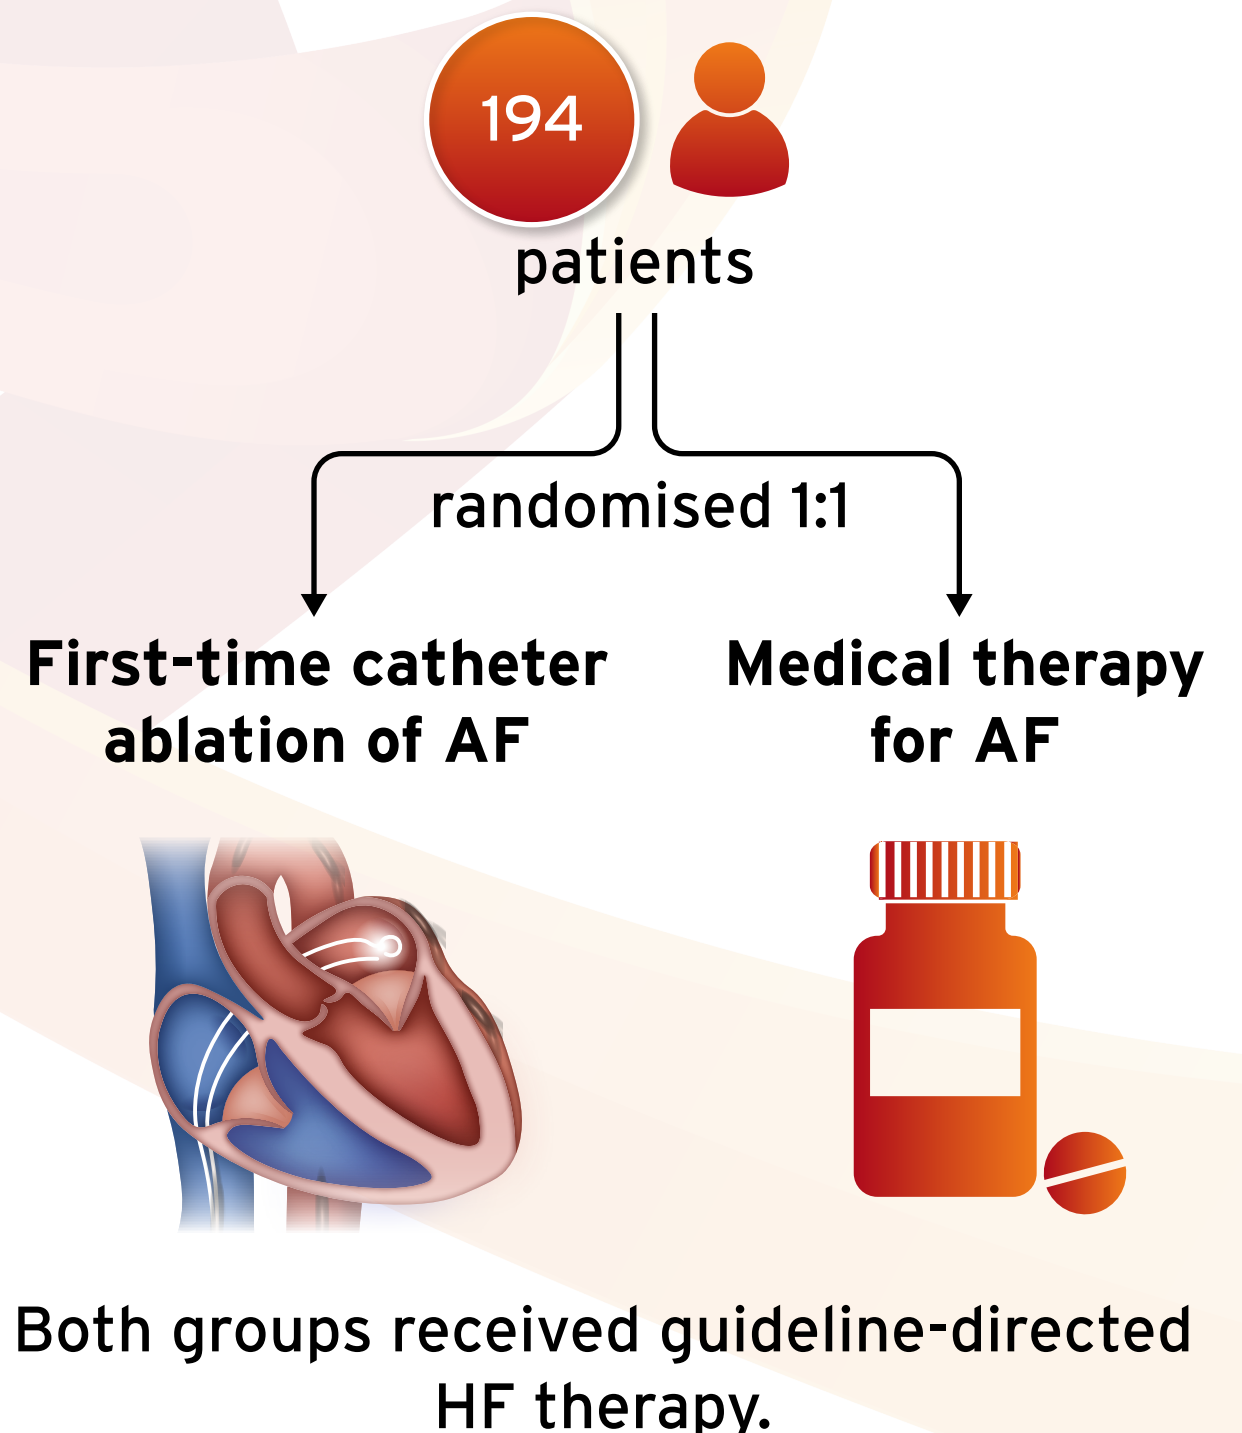 194
patients
randomised 1:1
First-time catheter
ablation of AF
Medical therapy
for AF
Both groups received guideline-directed
HF therapy.